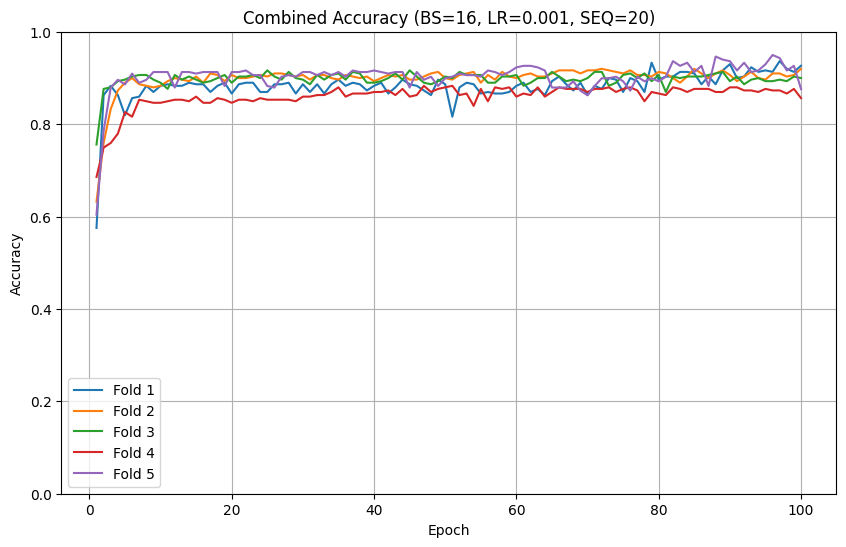 Combined Accuracy (BS=16, LR=0.001, SEQ=20)
1.0
0.8
0.6
0.4
0.2
0.0
Accuracy
Fold 1
Fold 2
Fold 3
Fold 4
Fold 5
0 20 40 60 80 100
Epoch